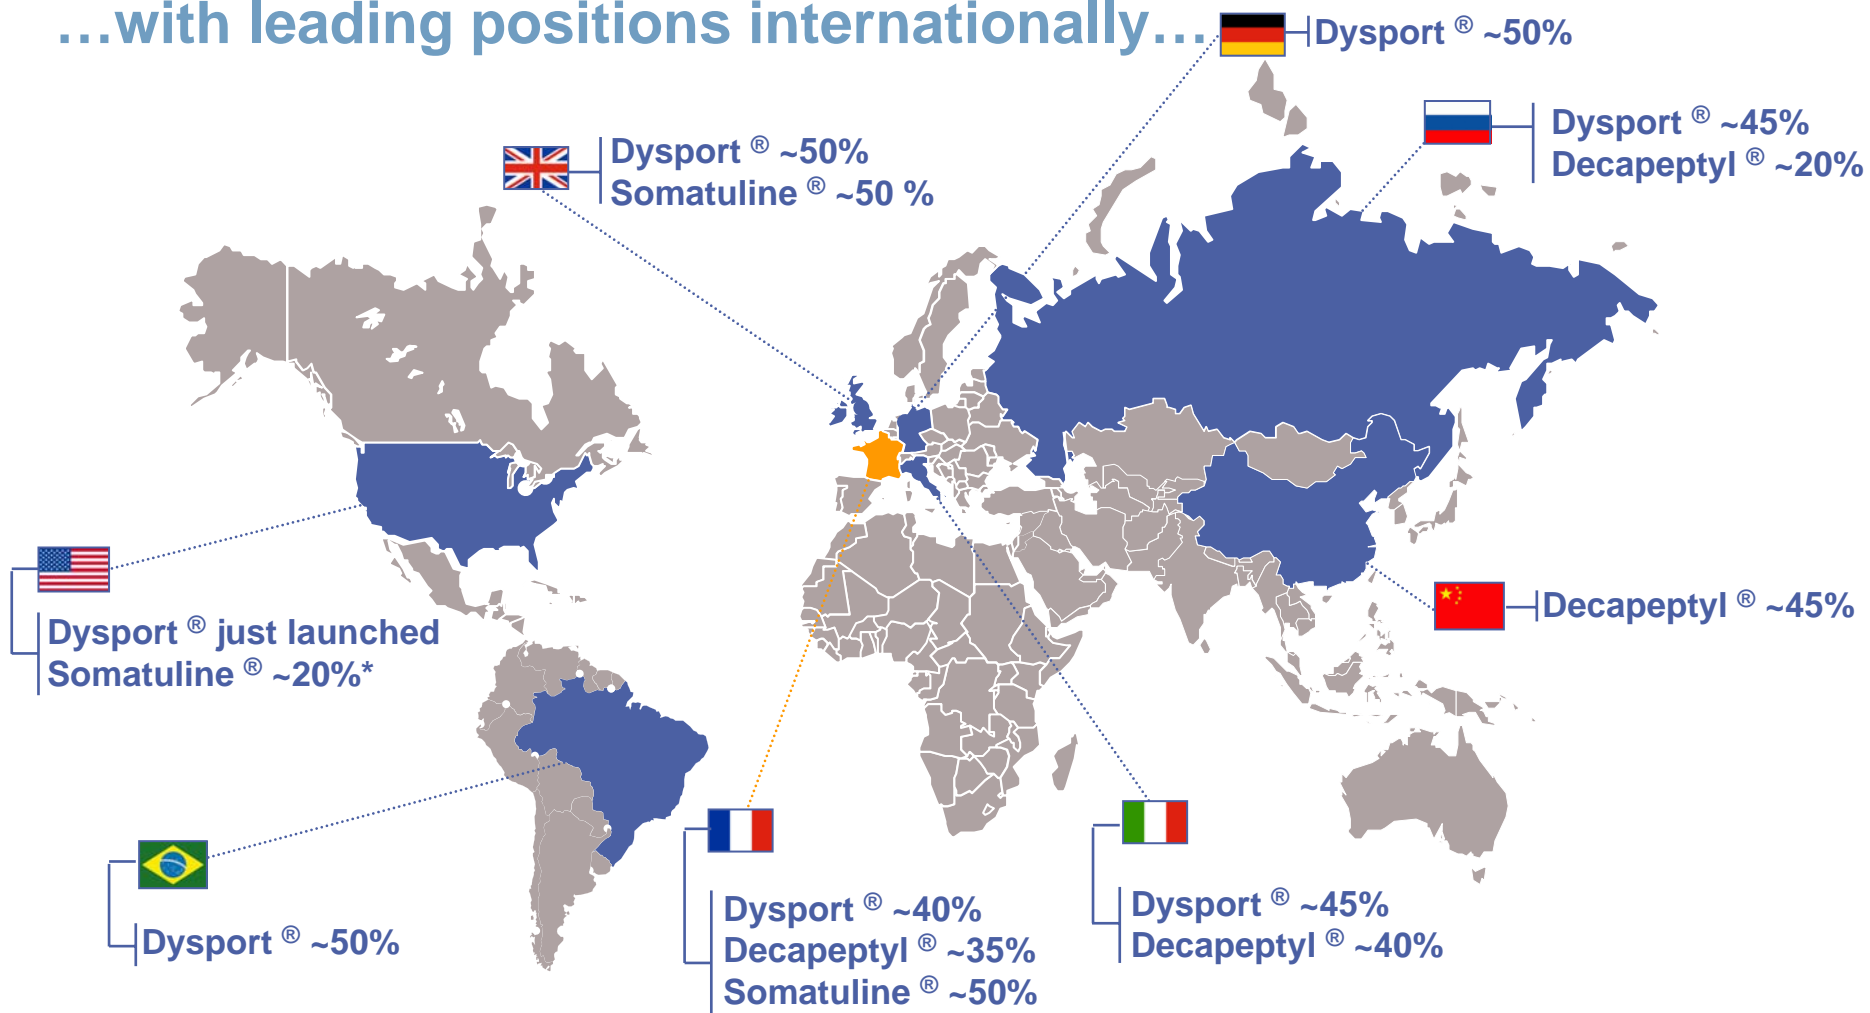 …with leading positions internationally…
Dysport ® ~50%
Dysport ® ~45%
Decapeptyl ® ~20%
Dysport ® ~50%
Somatuline ® ~50 %
Dysport ® just launched
Somatuline ® ~20%*
Decapeptyl ® ~45%
Dysport ® ~50%
Dysport ® ~40%
Decapeptyl ® ~35%
Somatuline ® ~50%
Dysport ® ~45%
Decapeptyl ® ~40%